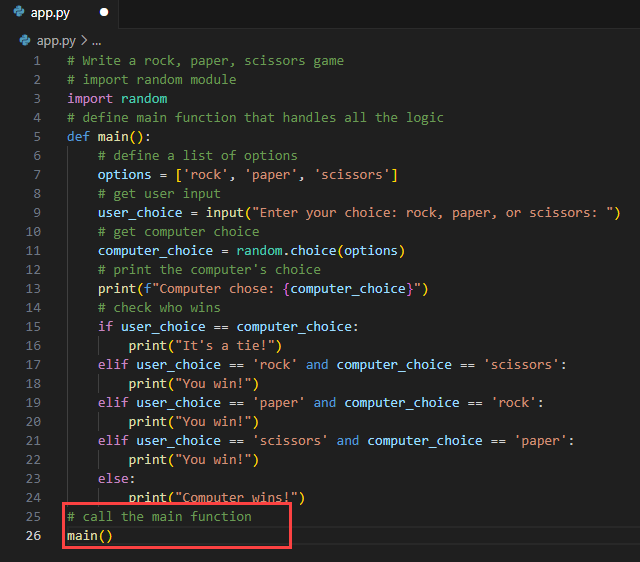 app.py
app.py > ...
1 # Write a rock, paper, scissors game
2 # import random module
3 import random
4 # define main function that handles all the logic
5 def main():
6     # define a list of options
7     options = ['rock', 'paper', 'scissors']
8     # get user input
9     user_choice = input("Enter your choice: rock, paper, or scissors: ")
10     # get computer choice
11     computer_choice = random.choice(options)
12     # print the computer's choice
13     print(f"Computer chose: {computer_choice}")
14     # check who wins
15     if user_choice == computer_choice:
16         print("It's a tie!")
17     elif user_choice == 'rock' and computer_choice == 'scissors':
18         print("You win!")
19     elif user_choice == 'paper' and computer_choice == 'rock':
20         print("You win!")
21     elif user_choice == 'scissors' and computer_choice == 'paper':
22         print("You win!")
23     else:
24         print("Computer wins!")
25 # call the main function
26 main()